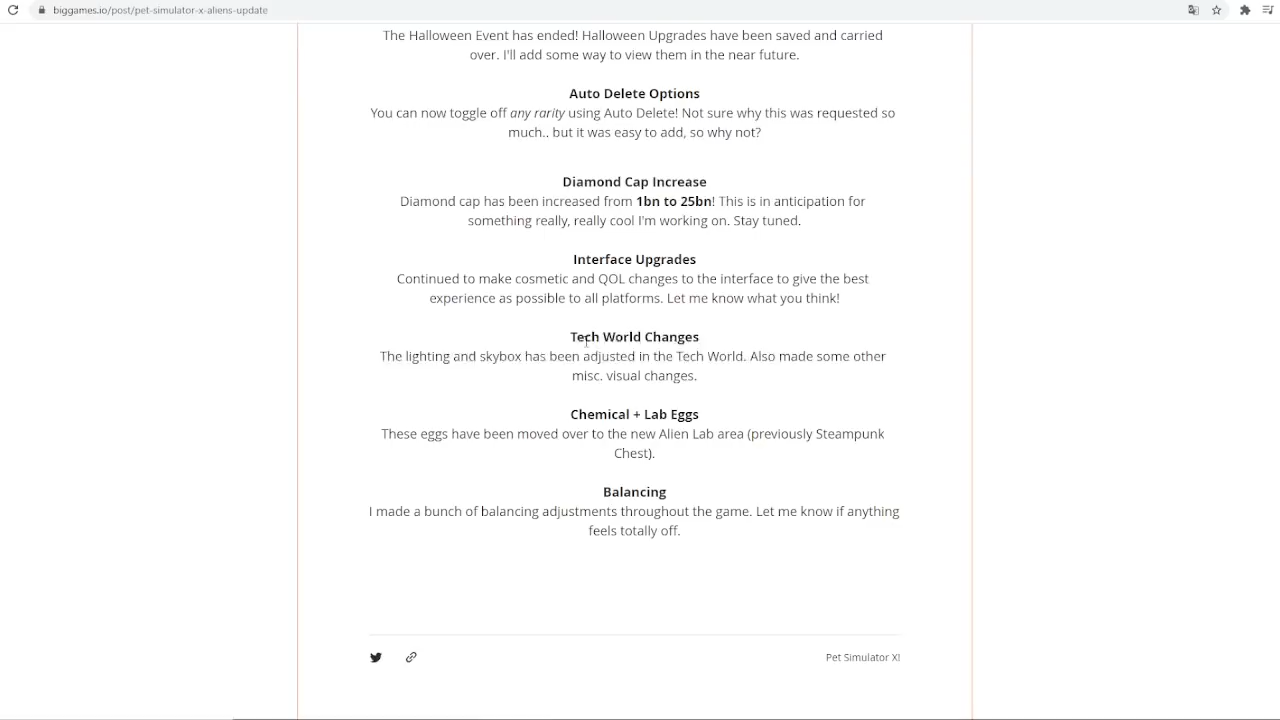 biggames.io/post/pet-simulator-x-aliens-update
The Halloween Event has ended! Halloween Upgrades have been saved and carried
over. I'll add some way to view them in the near future.
Auto Delete Options
You can now toggle off any rarity using Auto Delete! Not sure why this was requested so
much.. but it was easy to add, so why not?
Diamond Cap Increase
Diamond cap has been increased from 1bn to 25bn! This is in anticipation for
something really, really cool I'm working on. Stay tuned.
Interface Upgrades
Continued to make cosmetic and QOL changes to the interface to give the best
experience as possible to all platforms. Let me know what you think!
Tech World Changes
The lighting and skybox has been adjusted in the Tech World. Also made some other
misc. visual changes.
Chemical + Lab Eggs
These eggs have been moved over to the new Alien Lab area (previously Steampunk
Chest).
Balancing
I made a bunch of balancing adjustments throughout the game. Let me know if anything
feels totally off.
Pet Simulator X!